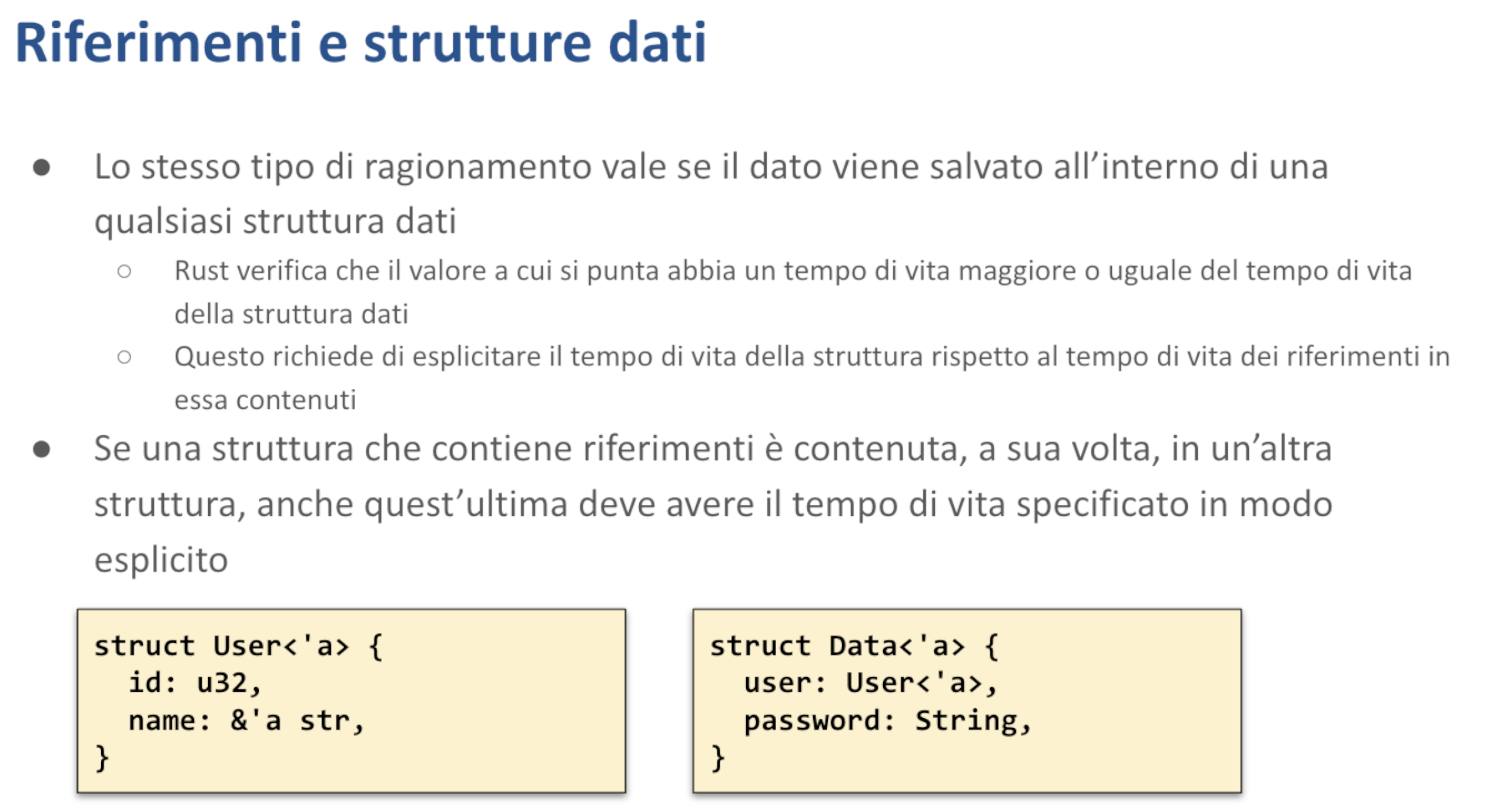 Riferimenti e strutture dati
● Lo stesso tipo di ragionamento vale se il dato viene salvato all’interno di una
qualsiasi struttura dati
○ Rust verifica che il valore a cui si punta abbia un tempo di vita maggiore o uguale del tempo di vita
della struttura dati
○ Questo richiede di esplicitare il tempo di vita della struttura rispetto al tempo di vita dei riferimenti in
essa contenuti
● Se una struttura che contiene riferimenti è contenuta, a sua volta, in un’altra
struttura, anche quest’ultima deve avere il tempo di vita specificato in modo
esplicito
struct User<'a> {
  id: u32,
  name: &'a str,
}
struct Data<'a> {
  user: User<'a>,
  password: String,
}